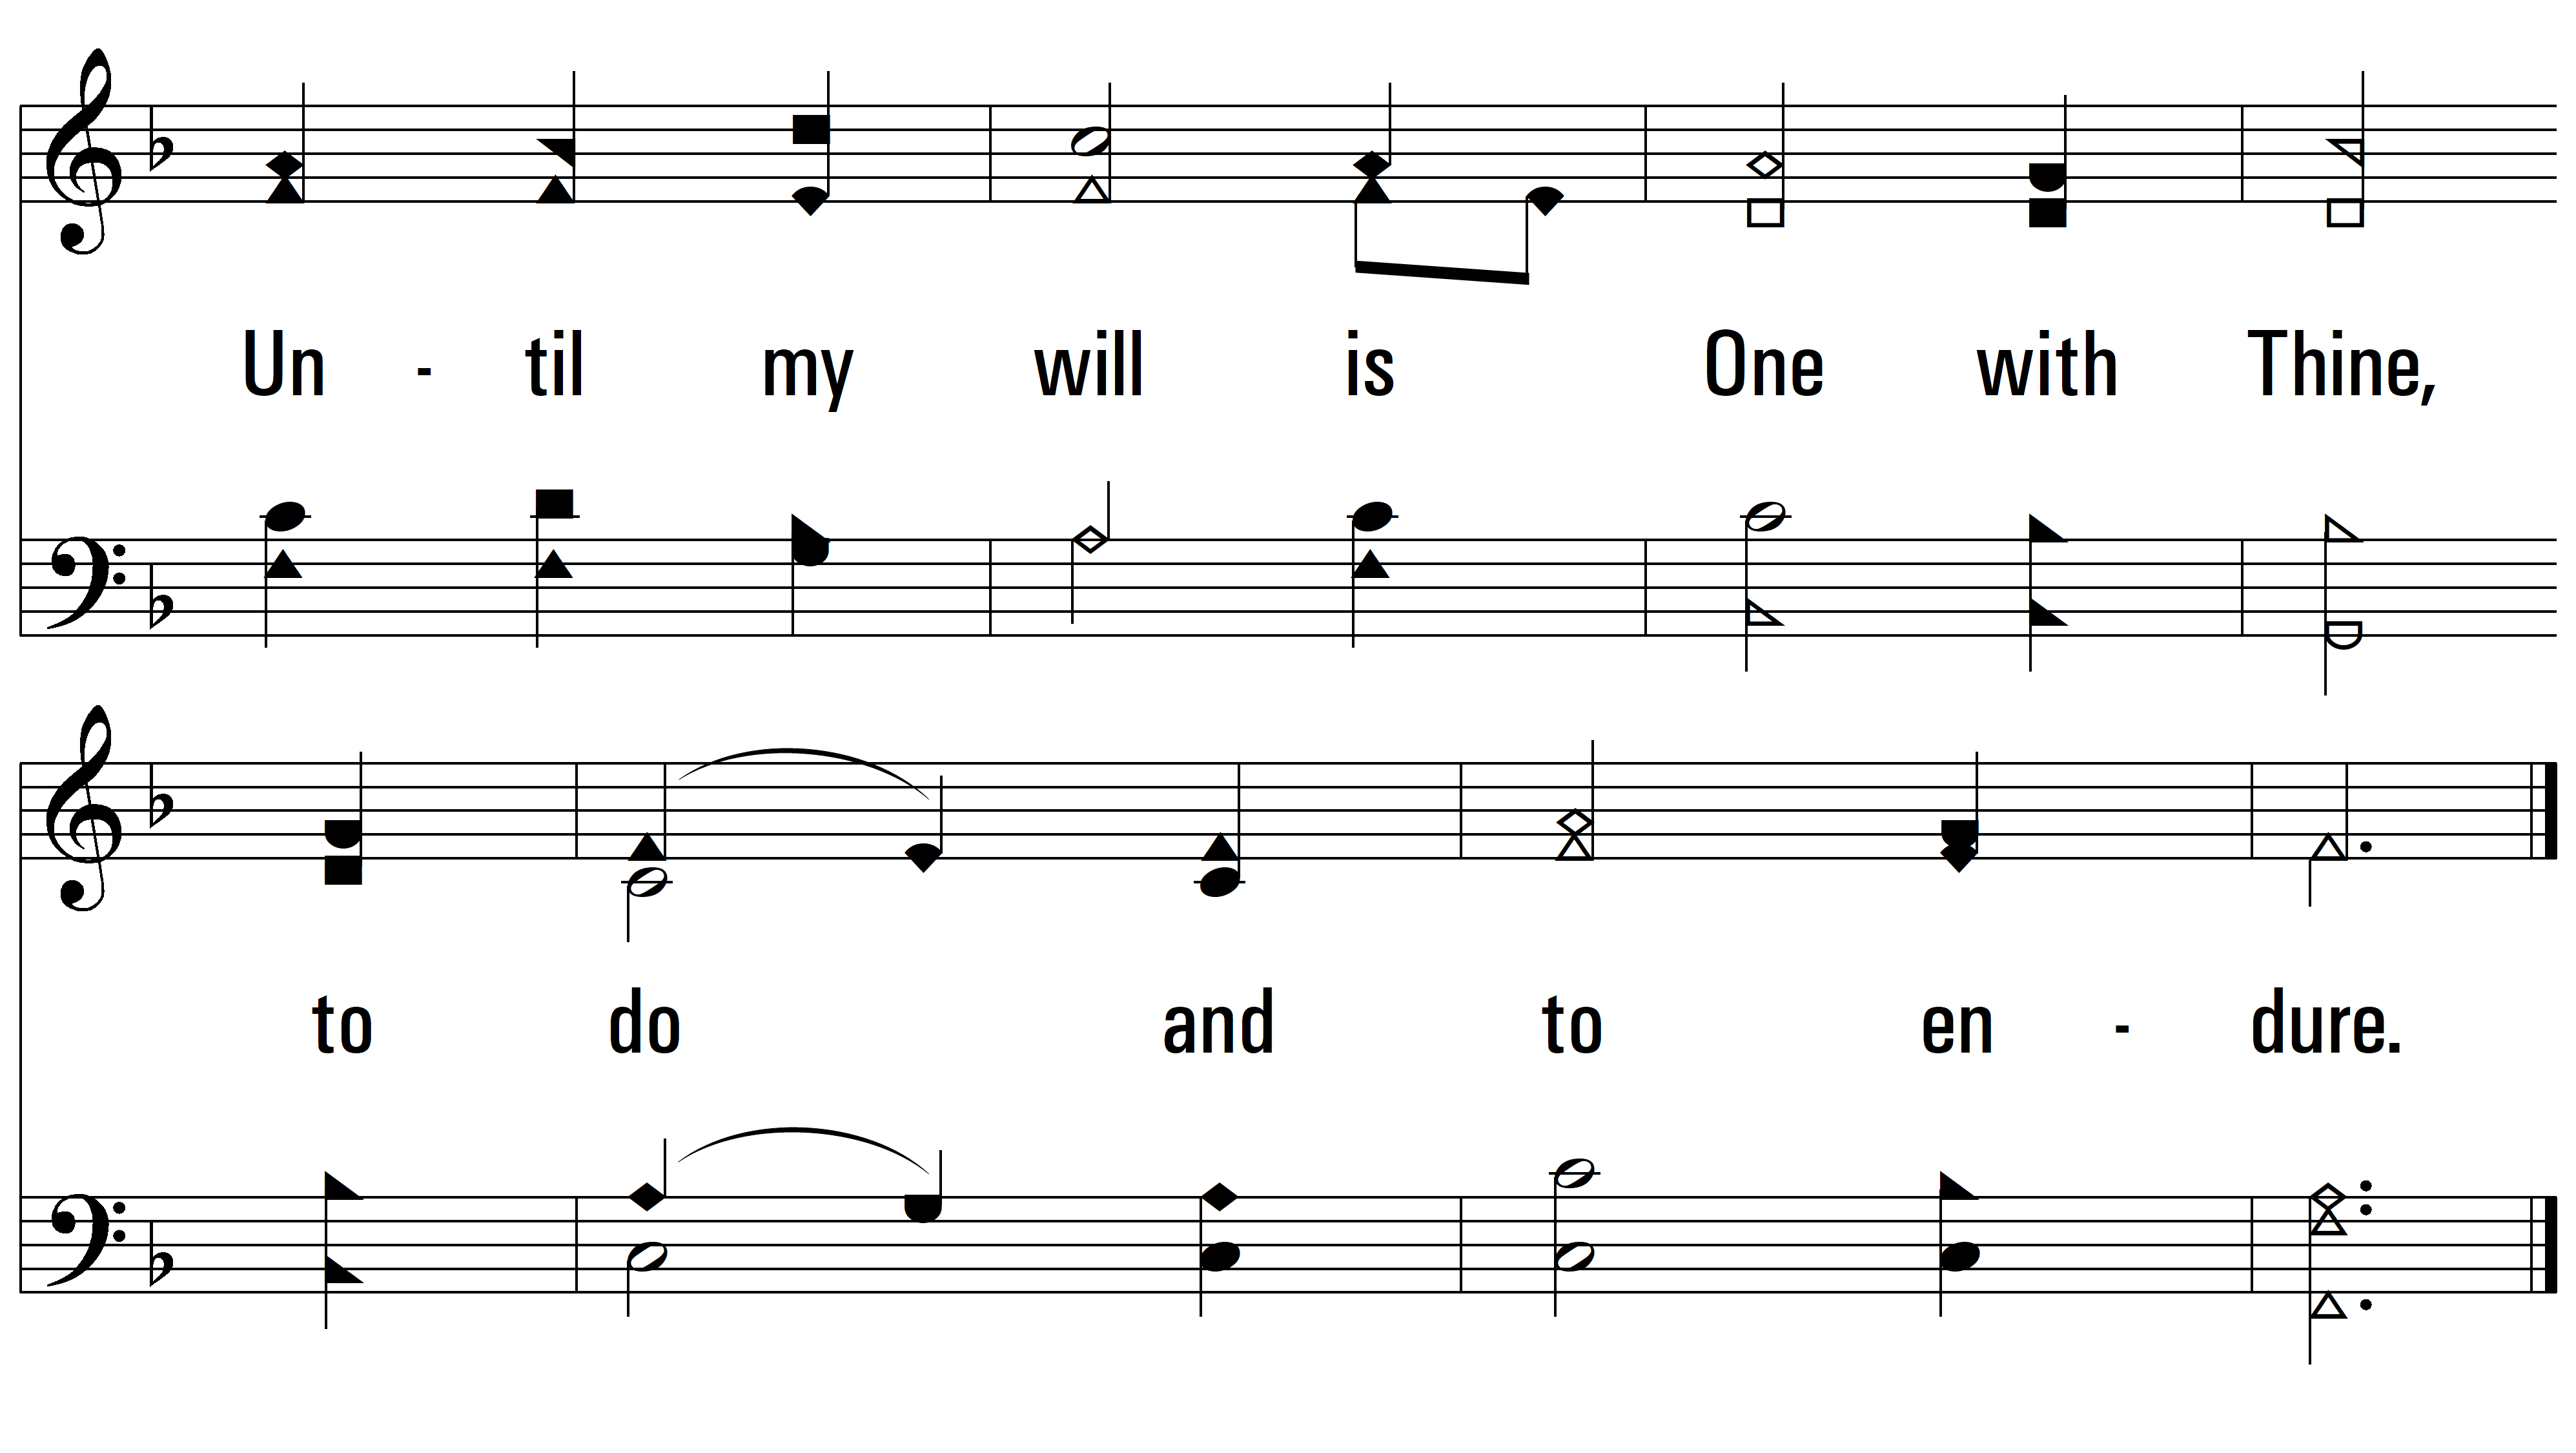 Un - til my will is One with Thine,
to do and to en - dure.